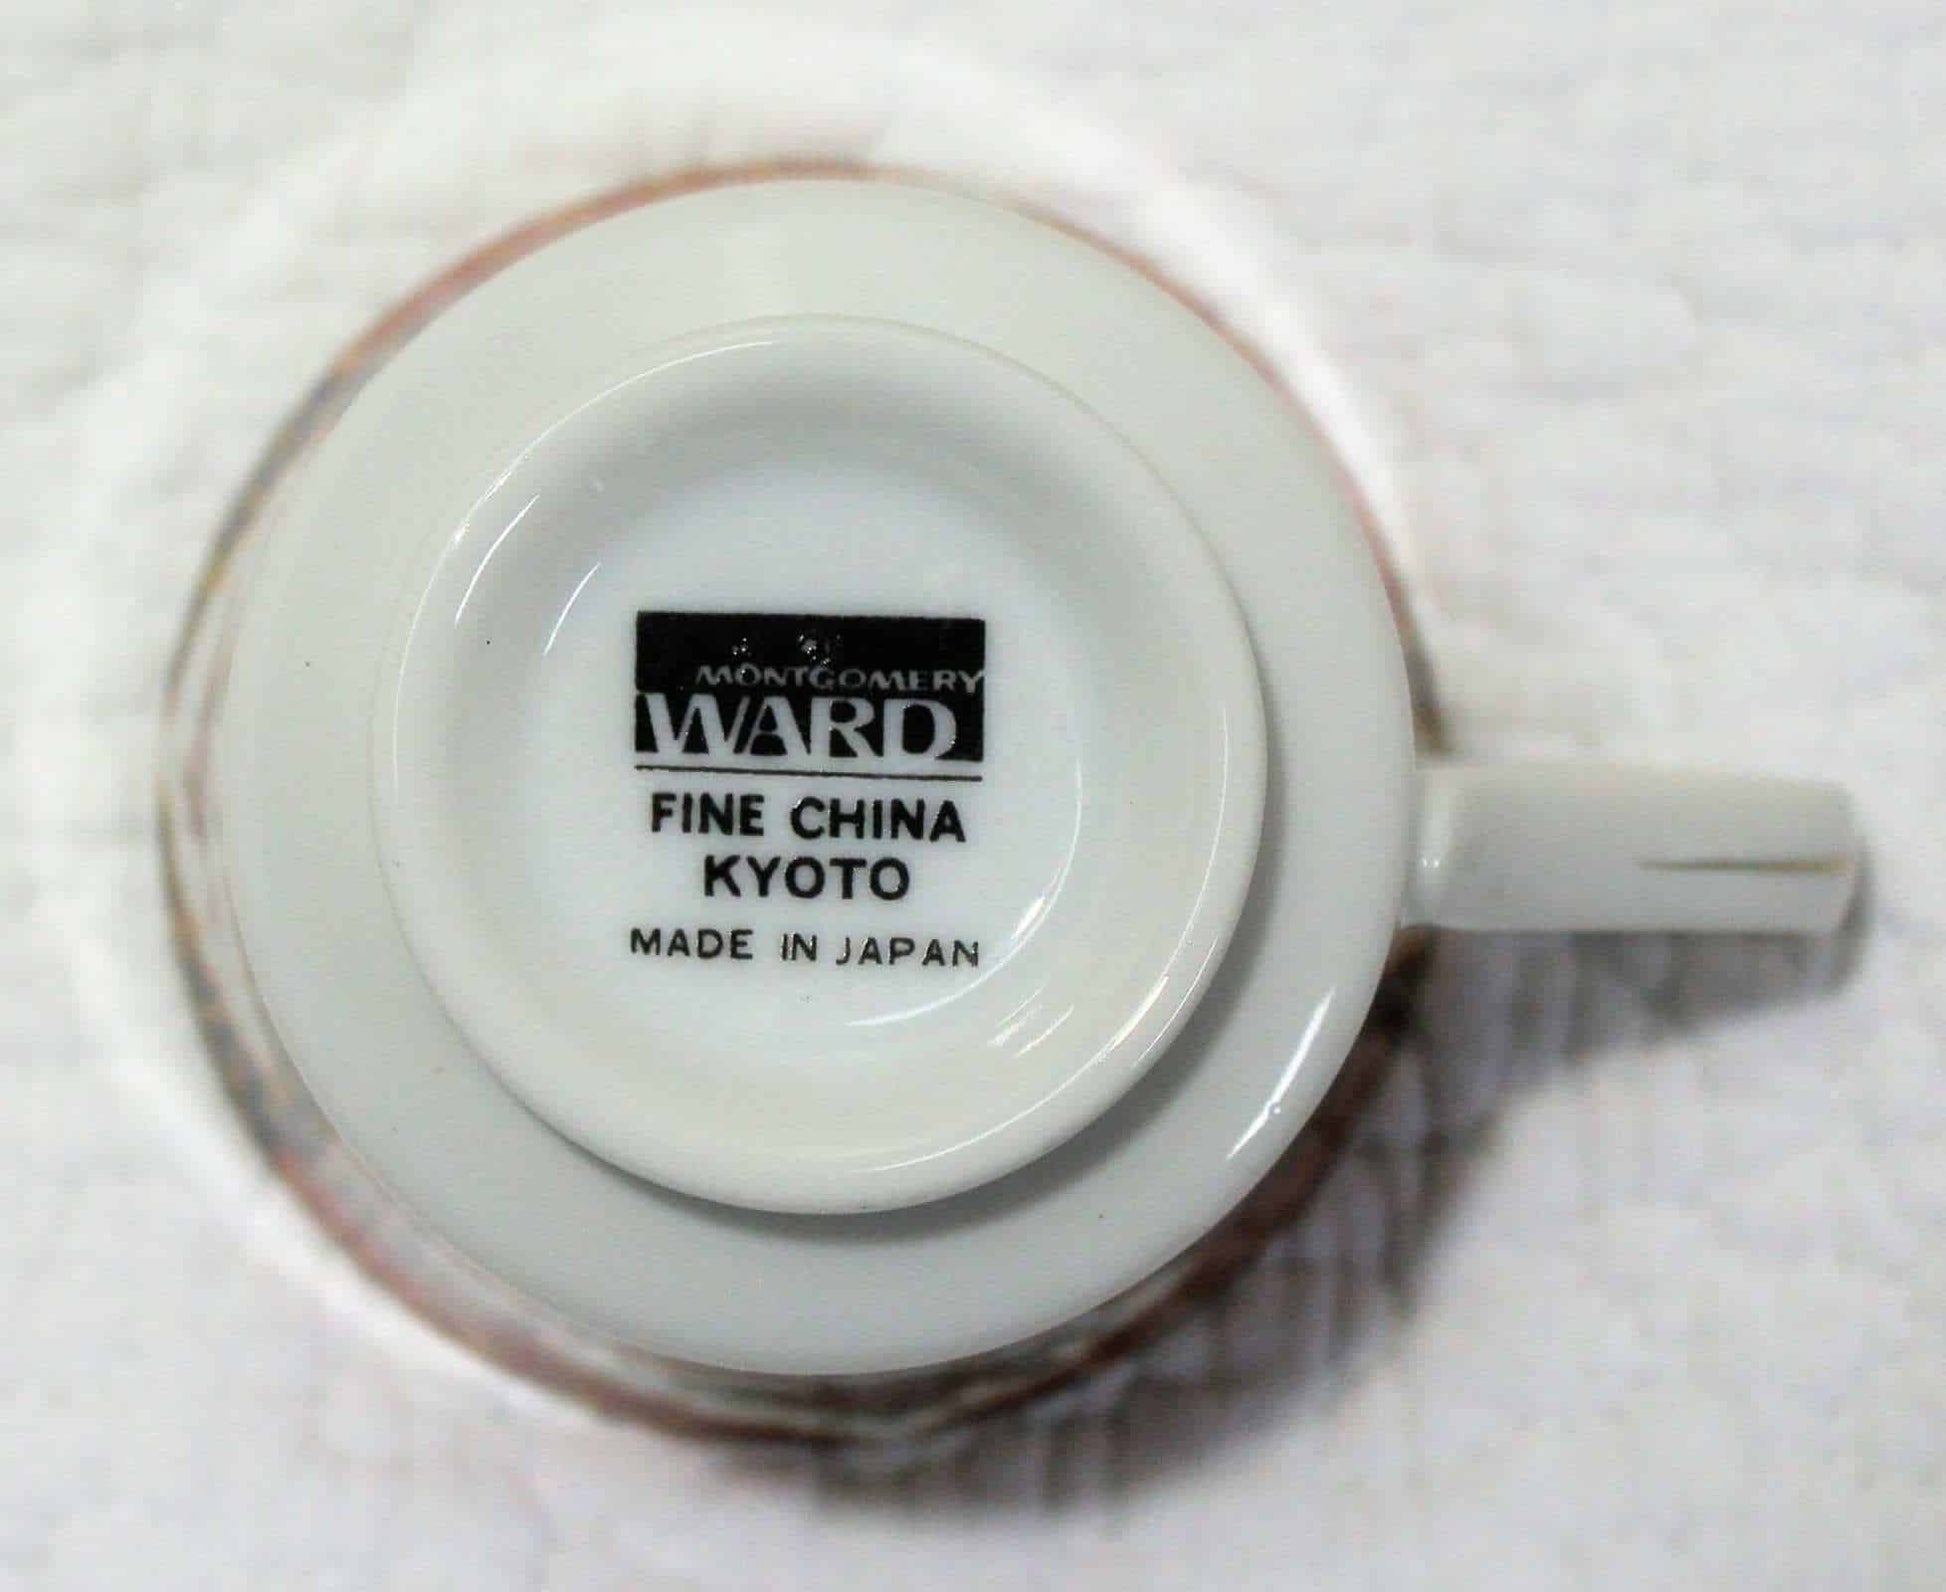 MONTGOMERY
WARD
FINE CHINA
KYOTO
MADE IN JAPAN